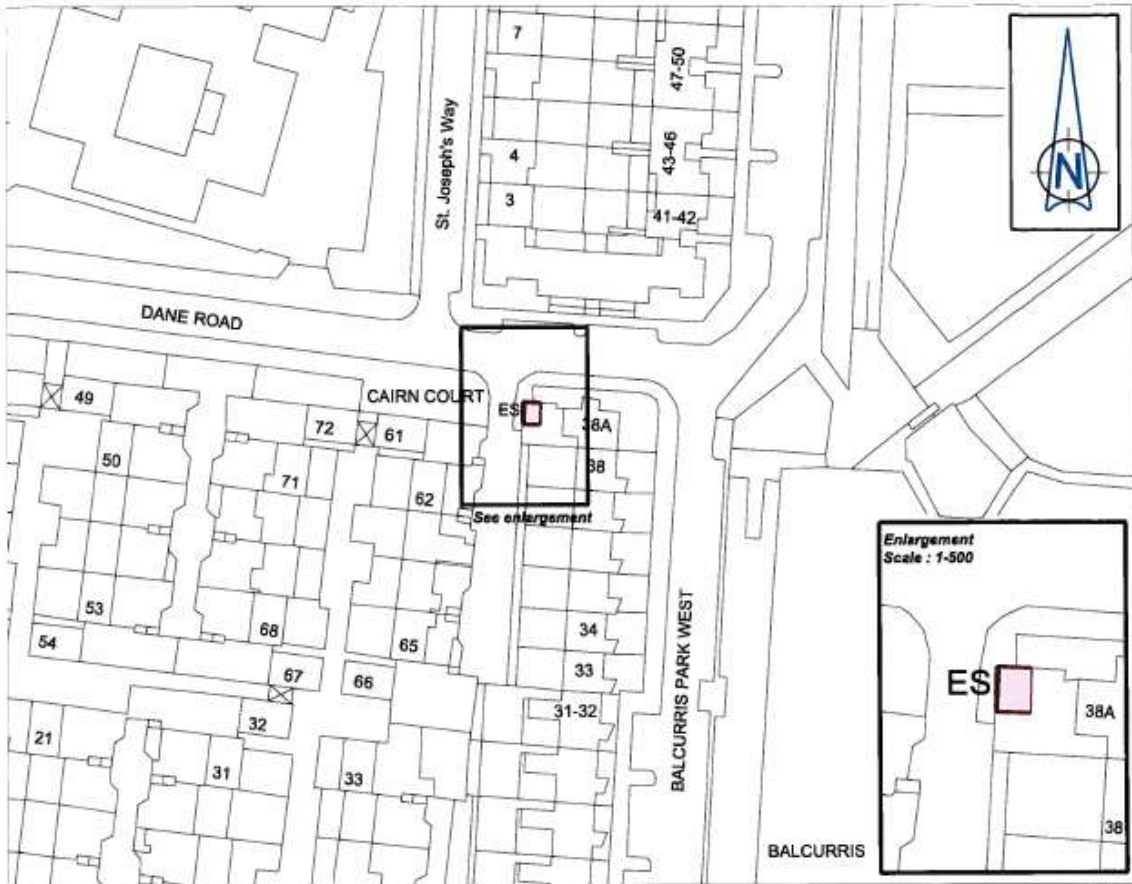 7
47-50
St. Joseph's Way
N
4
43-46
3
41-42
DANE ROAD
CAIRN COURT
49
72
61
ES
38A
50
71
62
38
See enlargement
Enlargement
Scale : 1-500
53
68
65
34
54
67
66
33
BALCURRIS PARK WEST
ES
38A
32
31-32
21
31
33
38
BALCURRIS